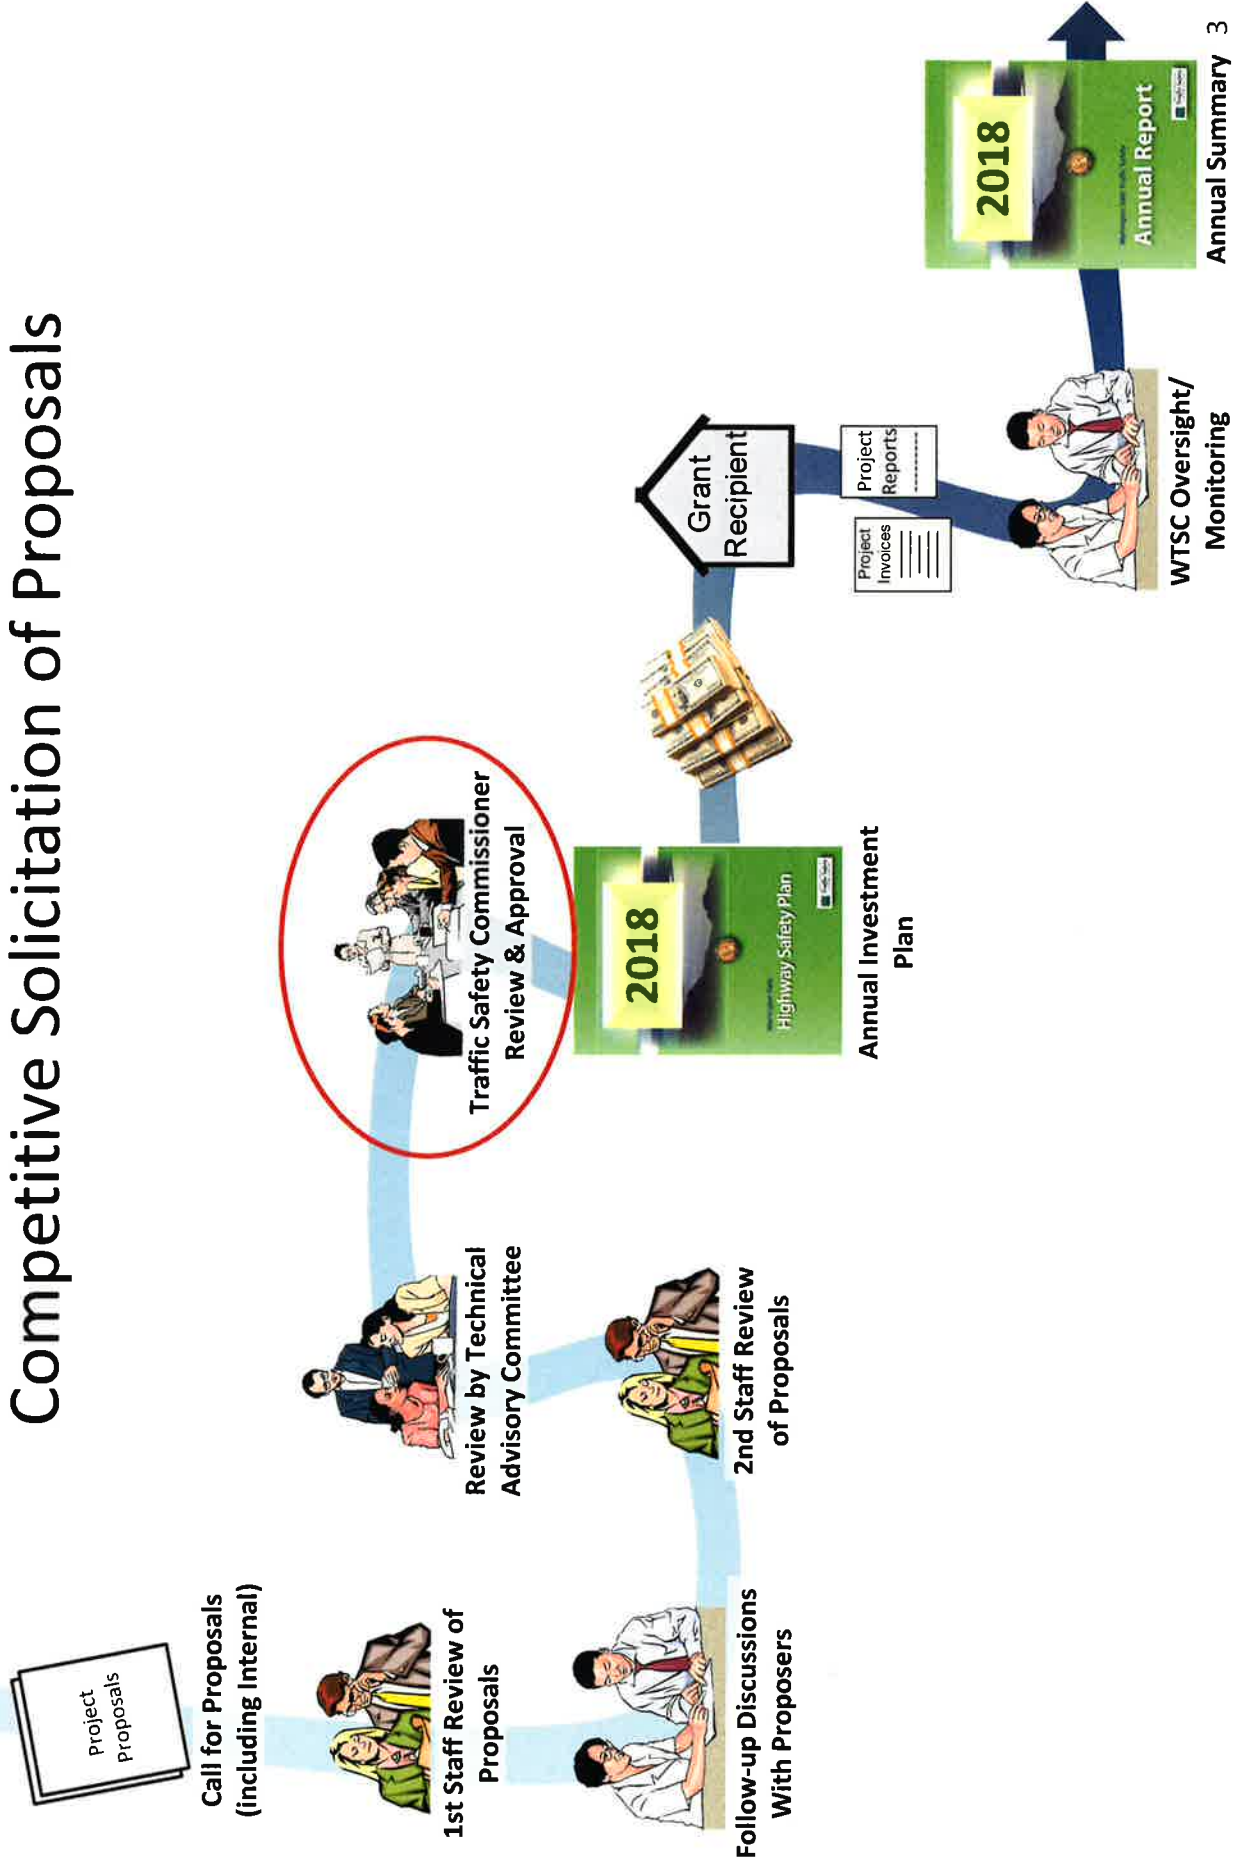 Competitive Solicitation of Proposals
Project
Proposals
Call for Proposals
(including Internal)
1st Staff Review of
Proposals
Follow-up Discussions
With Proposers
2nd Staff Review
of Proposals
Review by Technical
Advisory Committee
Traffic Safety Commissioner
Review & Approval
2018
Highway Safety Plan
Annual Investment
Plan
Grant
Recipient
Project
Invoices
Project
Reports
WTSC Oversight/
Monitoring
2018
Annual Report
Annual Summary
3